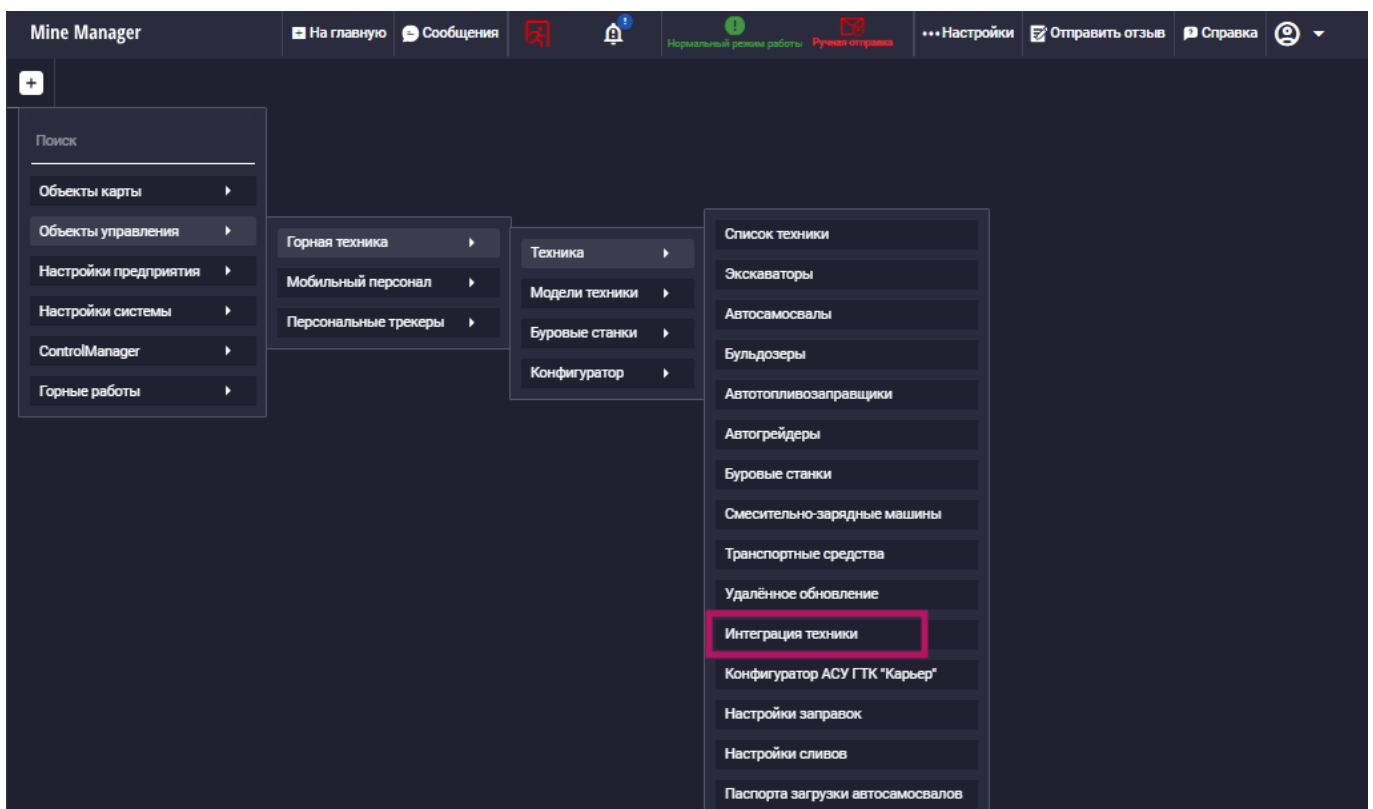 Mine Manager
На главную
Сообщения
Нормальный режим работы
Ручная отправка
Настройки
Отправить отзыв
Справка
Поиск
Объекты карты
Объекты управления
Настройки предприятия
Настройки системы
ControlManager
Горные работы
Горная техника
Мобильный персонал
Персональные трекеры
Техника
Модели техники
Буровые станки
Конфигуратор
Список техники
Экскаваторы
Автосамосвалы
Бульдозеры
Автотопливозаправщики
Автогрейдеры
Буровые станки
Смесительно-зарядные машины
Транспортные средства
Удалённое обновление
Интеграция техники
Конфигуратор АСУ ГТК "Карьер"
Настройки заправок
Настройки сливов
Паспорта загрузки автосамосвалов